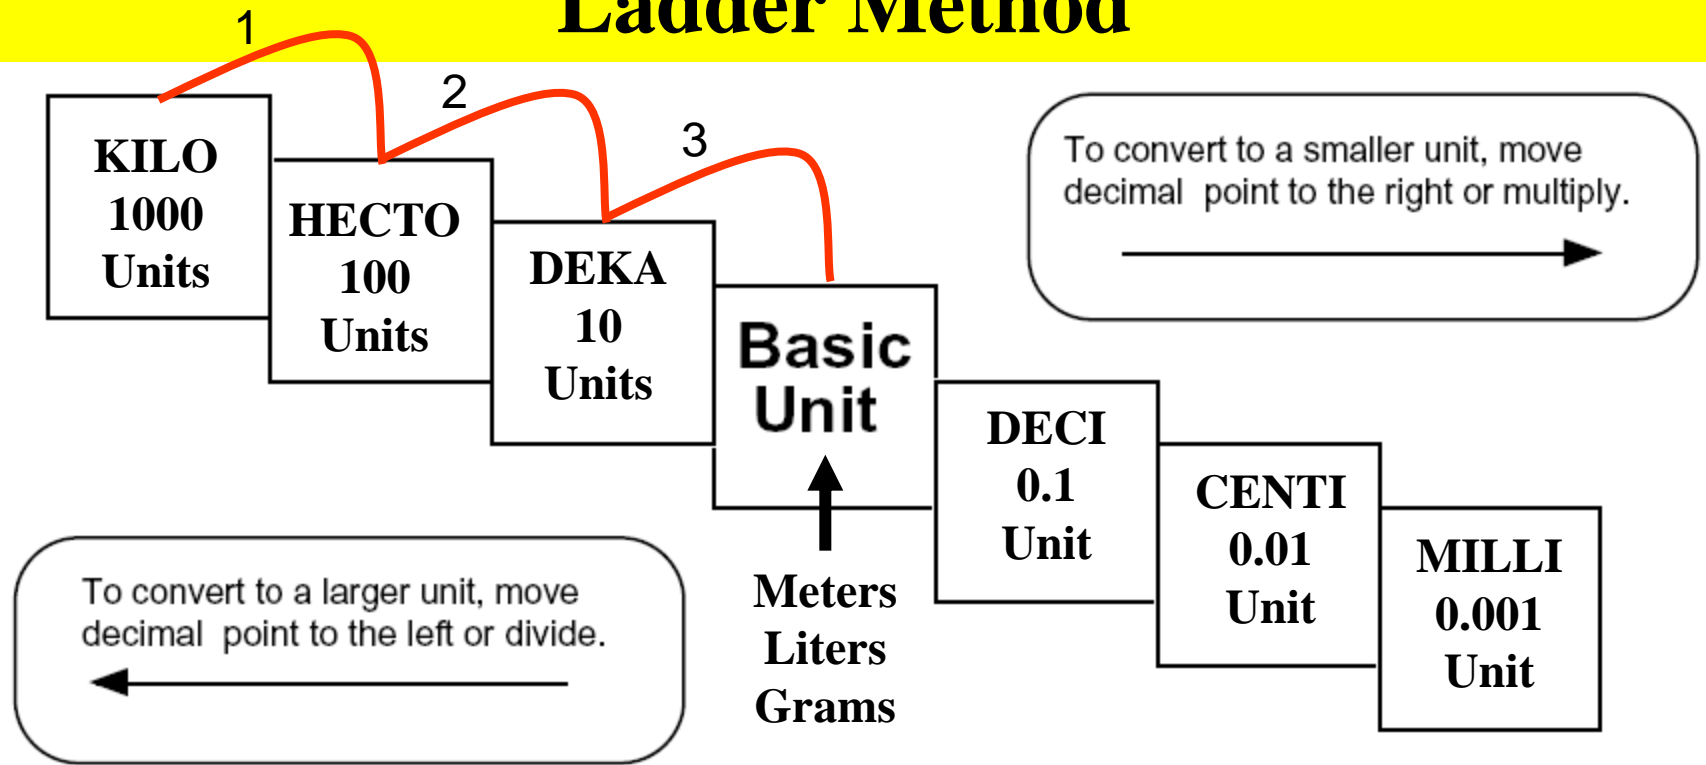 Ladder Method
1
2
3
KILO
1000
Units
HECTO
100
Units
DEKA
10
Units
Basic
Unit
Meters
Liters
Grams
DECI
0.1
Unit
CENTI
0.01
Unit
MILLI
0.001
Unit
To convert to a smaller unit, move
decimal point to the right or multiply.
To convert to a larger unit, move
decimal point to the left or divide.